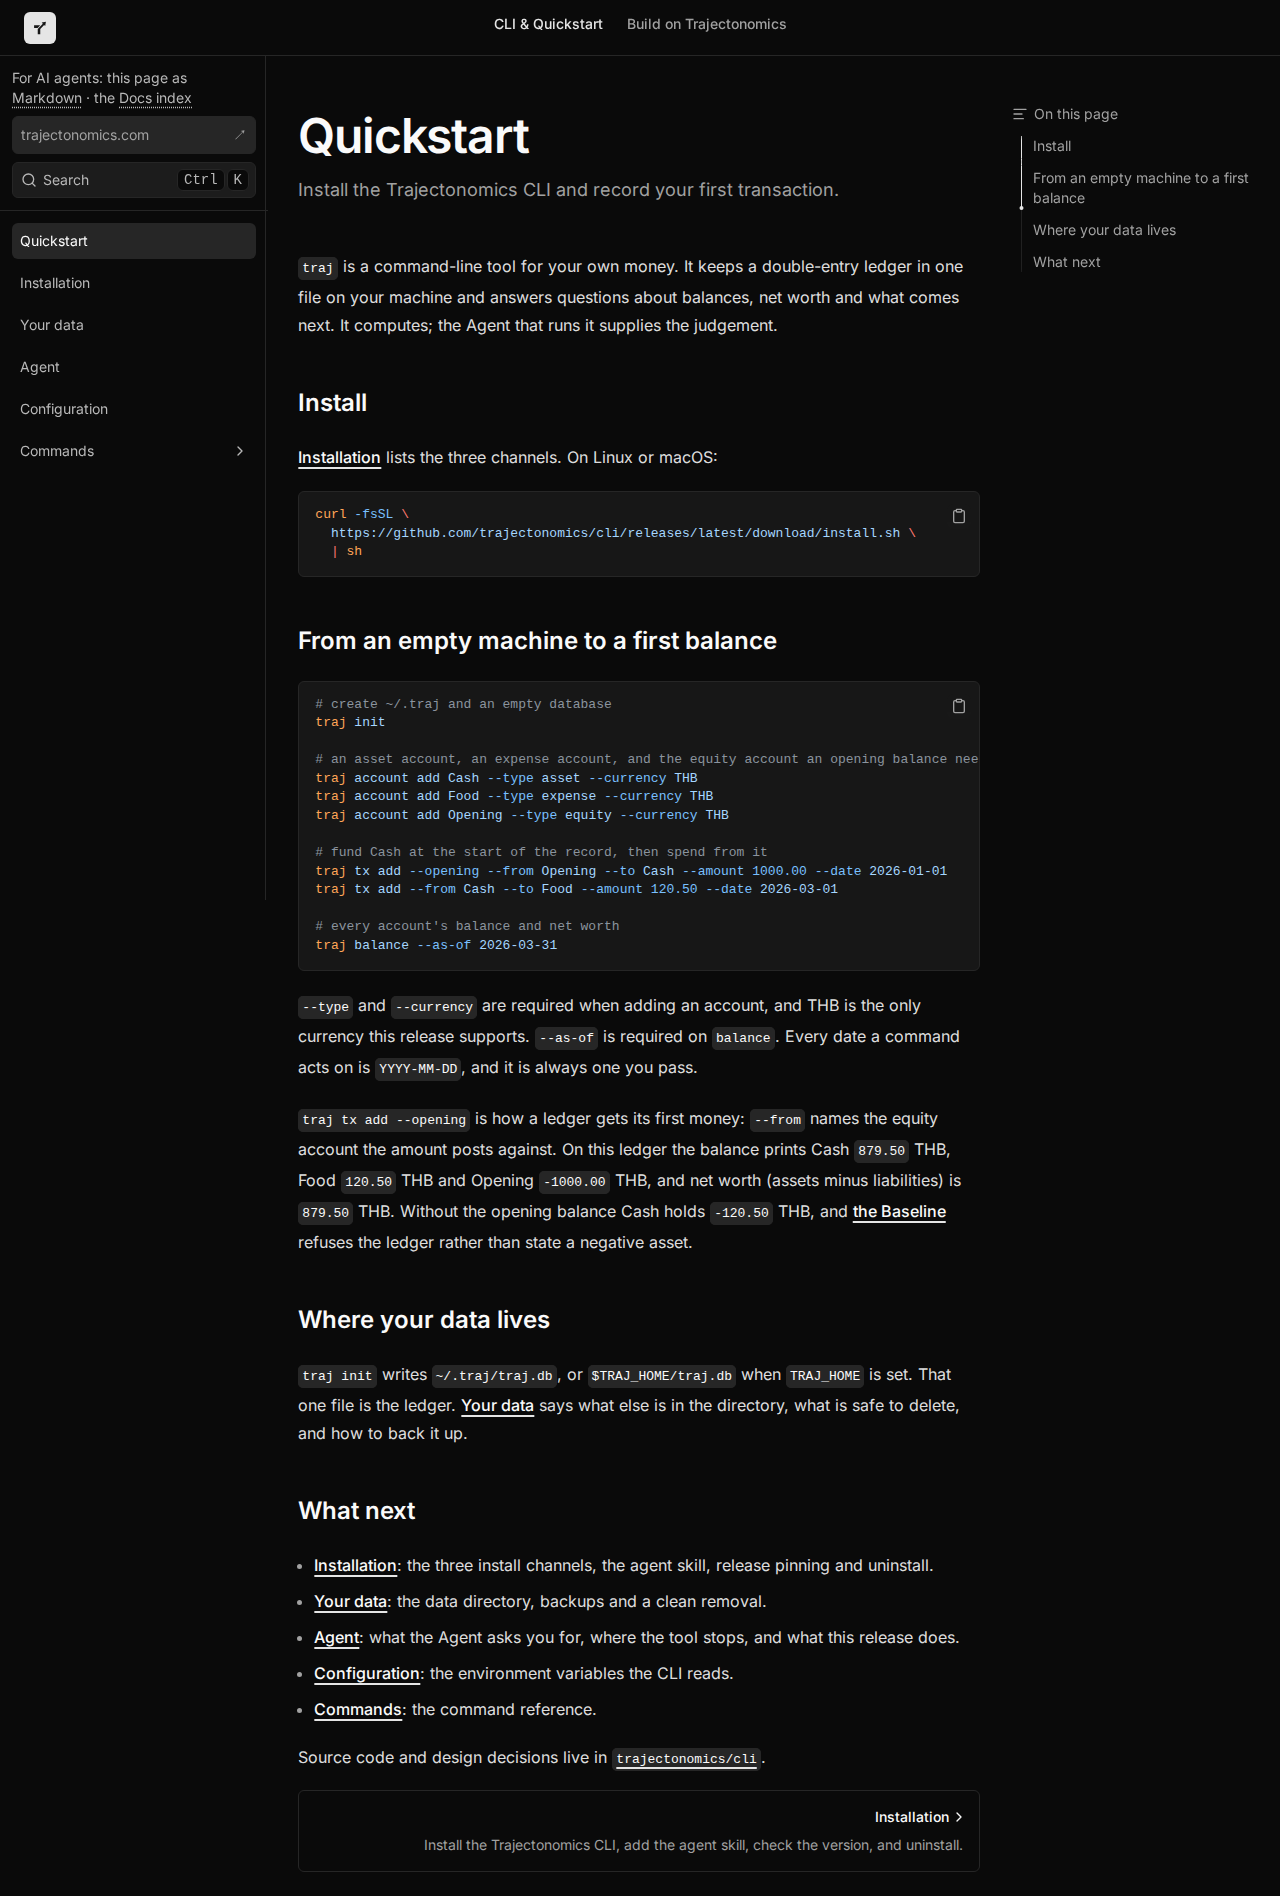 CLI & Quickstart
Build on Trajectonomics
For AI agents: this page as
Markdown · the Docs index
trajectonomics.com
Search
Ctrl K
Quickstart
Installation
Your data
Agent
Configuration
Commands
Quickstart
Install the Trajectonomics CLI and record your first transaction.
traj is a command-line tool for your own money. It keeps a double-entry ledger in one
file on your machine and answers questions about balances, net worth and what comes
next. It computes; the Agent that runs it supplies the judgement.
Install
Installation lists the three channels. On Linux or macOS:
curl -fsSL \
https://github.com/trajectonomics/cli/releases/latest/download/install.sh \
| sh
From an empty machine to a first balance
# create ~/.traj and an empty database
traj init
# an asset account, an expense account, and the equity account an opening balance nee
traj account add Cash --type asset --currency THB
traj account add Food --type expense --currency THB
traj account add Opening --type equity --currency THB
# fund Cash at the start of the record, then spend from it
traj tx add --opening --from Opening --to Cash --amount 1000.00 --date 2026-01-01
traj tx add --from Cash --to Food --amount 120.50 --date 2026-03-01
# every account's balance and net worth
traj balance --as-of 2026-03-31
--type and --currency are required when adding an account, and THB is the only
currency this release supports. --as-of is required on balance. Every date a command
acts on is YYYY-MM-DD, and it is always one you pass.
traj tx add --opening is how a ledger gets its first money: --from names the equity
account the amount posts against. On this ledger the balance prints Cash 879.50 THB,
Food 120.50 THB and Opening -1000.00 THB, and net worth (assets minus liabilities) is
879.50 THB. Without the opening balance Cash holds -120.50 THB, and the Baseline
refuses the ledger rather than state a negative asset.
Where your data lives
traj init writes ~/.traj/traj.db, or $TRAJ_HOME/traj.db when TRAJ_HOME is set. That
one file is the ledger. Your data says what else is in the directory, what is safe to delete,
and how to back it up.
What next
• Installation: the three install channels, the agent skill, release pinning and uninstall.
• Your data: the data directory, backups and a clean removal.
• Agent: what the Agent asks you for, where the tool stops, and what this release does.
• Configuration: the environment variables the CLI reads.
• Commands: the command reference.
Source code and design decisions live in trajectonomics/cli.
Installation
Install the Trajectonomics CLI, add the agent skill, check the version, and uninstall.
On this page
Install
From an empty machine to a first
balance
Where your data lives
What next